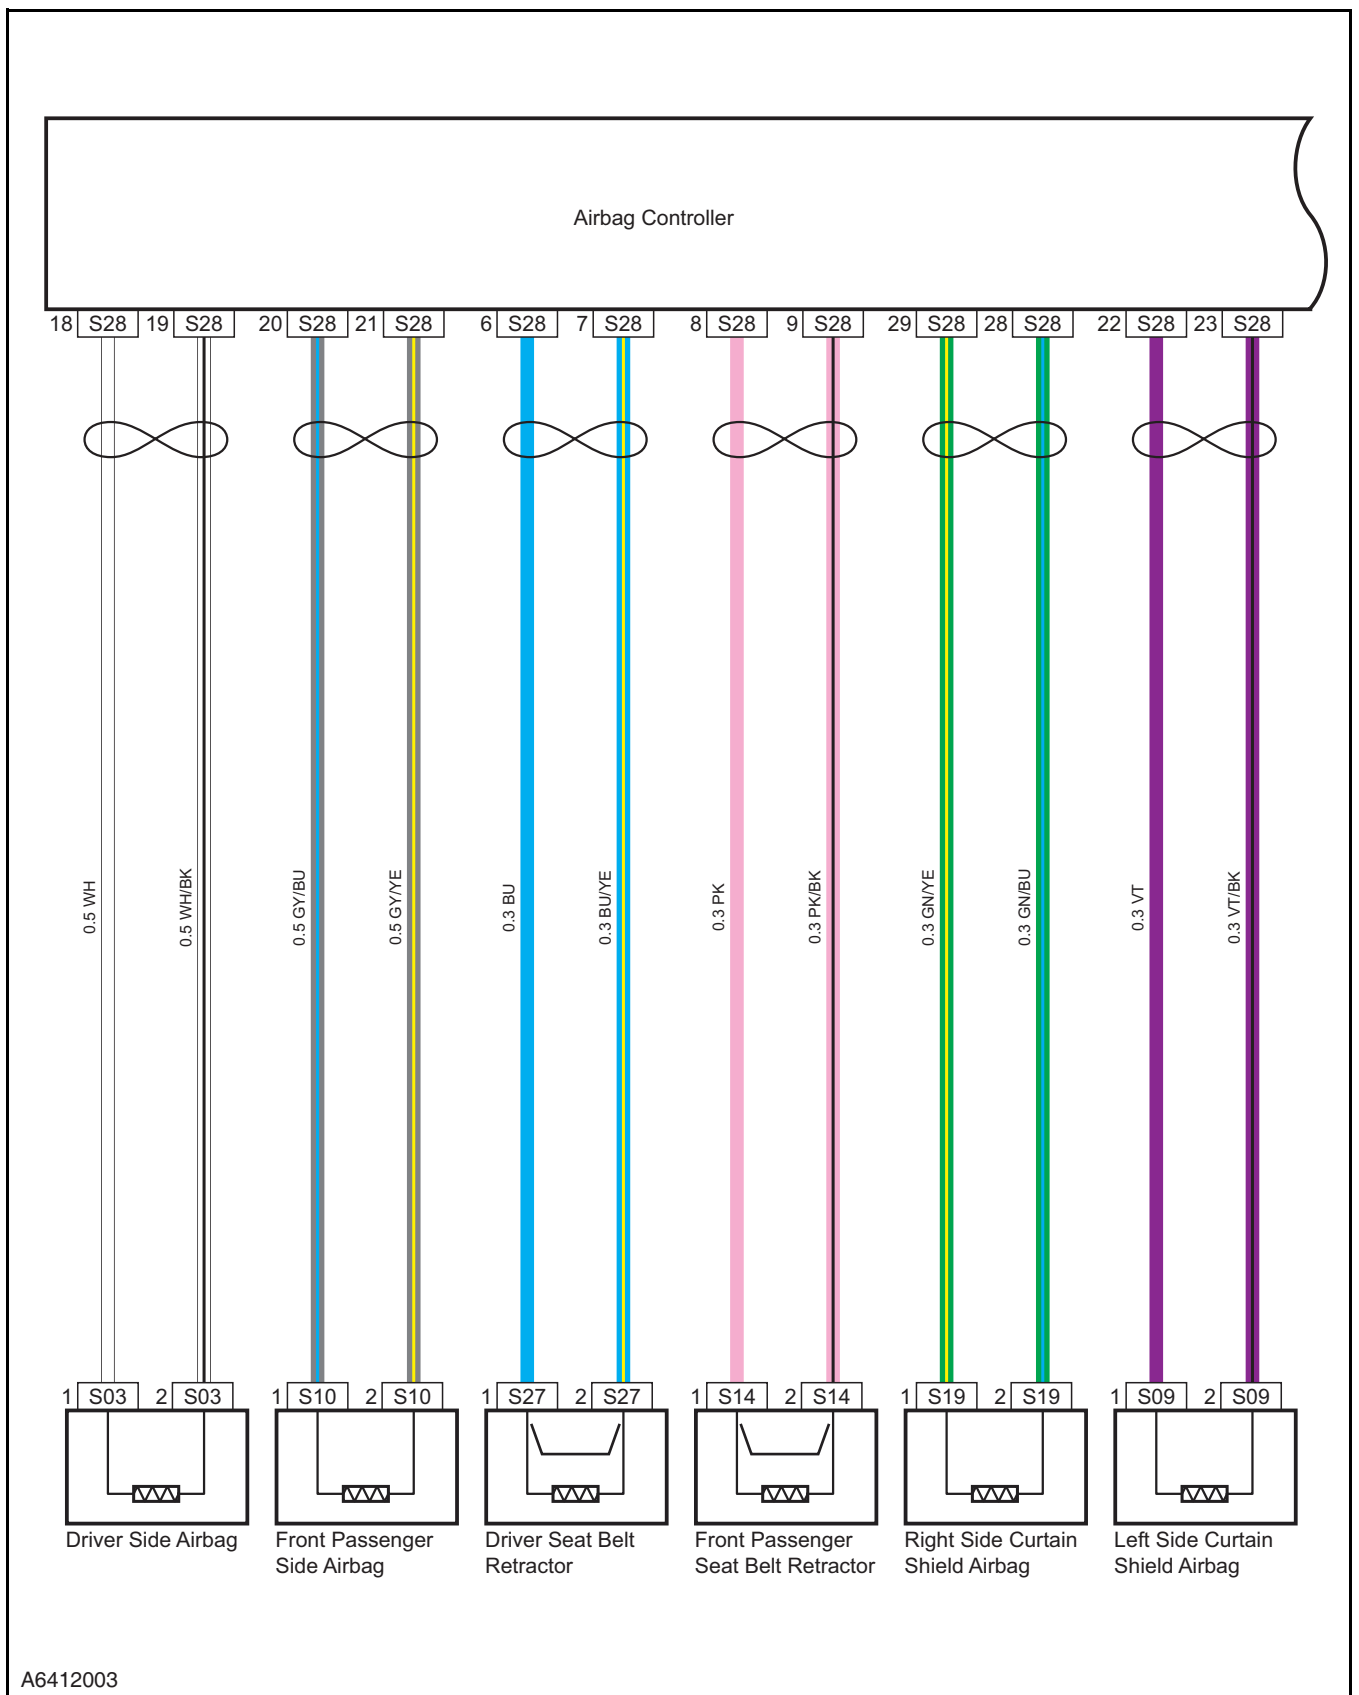 Airbag Controller
18 S28 19 S28 20 S28 21 S28 6 S28 7 S28 8 S28 9 S28 29 S28 28 S28 22 S28 23 S28
0.5 WH
0.5 WH/BK
0.5 GY/BU
0.5 GY/YE
0.3 BU
0.3 BU/YE
0.3 PK
0.3 PK/BK
0.3 GN/YE
0.3 GN/BU
0.3 VT
0.3 VT/BK
1 S03 2 S03 1 S10 2 S10 1 S27 2 S27 1 S14 2 S14 1 S19 2 S19 1 S09 2 S09
Driver Side Airbag
Front Passenger
Side Airbag
Driver Seat Belt
Retractor
Front Passenger
Seat Belt Retractor
Right Side Curtain
Shield Airbag
Left Side Curtain
Shield Airbag
A6412003